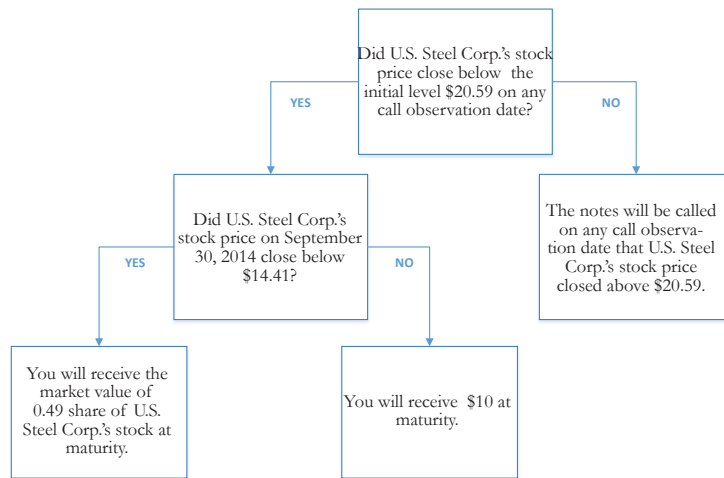 Did U.S. Steel Corp.'s stock
price close below the
initial level $20.59 on any
call observation date?
YES
NO
Did U.S. Steel Corp.'s
stock price on September
30, 2014 close below
$14.41?
The notes will be called
on any call observa-
tion date that U.S. Steel
Corp.'s stock price
closed above $20.59.
YES
NO
You will receive the
market value of
0.49 share of U.S.
Steel Corp.'s stock at
maturity.
You will receive $10 at
maturity.